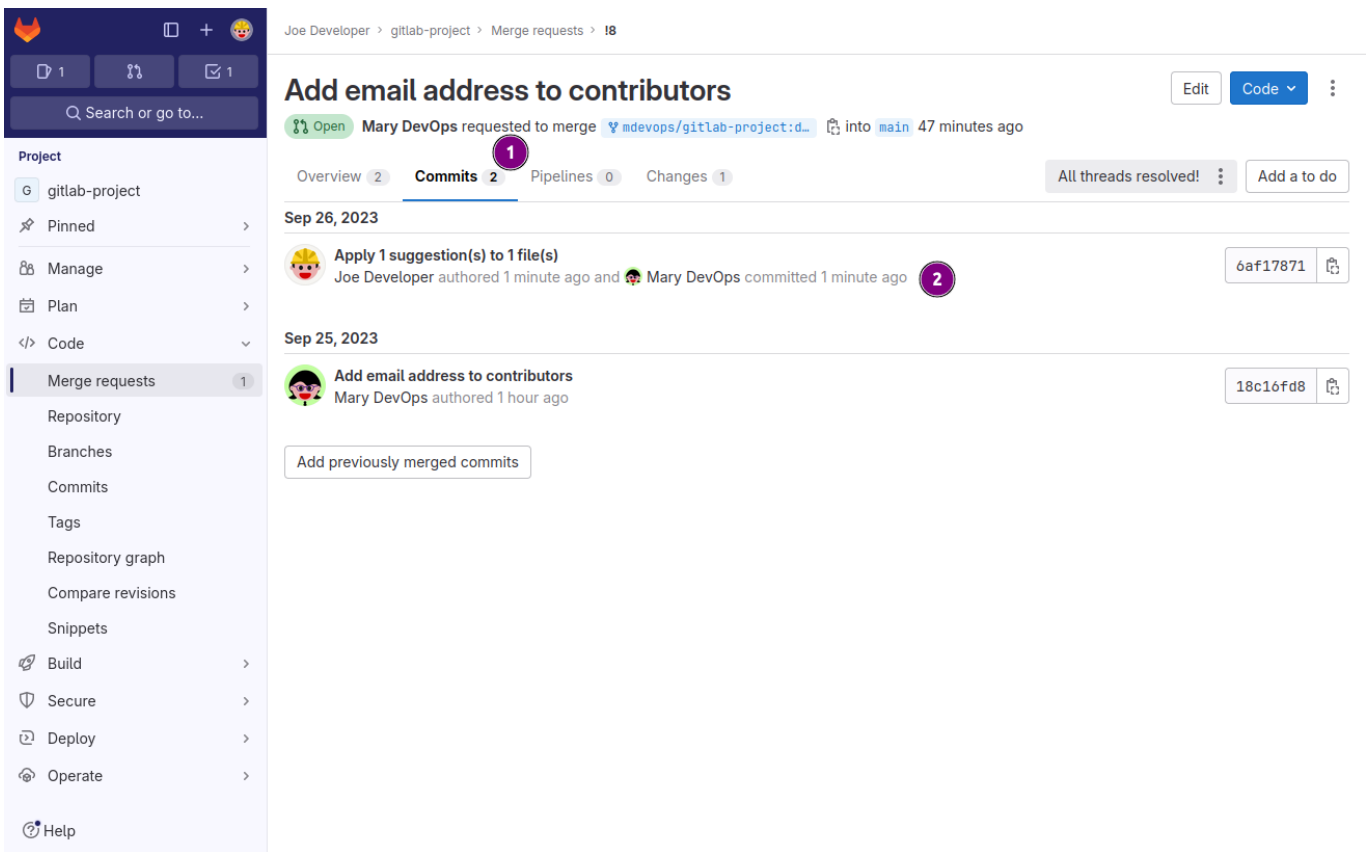 Joe Developer > gitlab-project > Merge requests > !8
1 1
Search or go to...
Add email address to contributors
Edit
Code
Open Mary DevOps requested to merge mdevops/gitlab-project:d… into main 47 minutes ago
1
Overview 2 Commits 2 Pipelines 0 Changes 1
All threads resolved!
Add a to do
Sep 26, 2023
Apply 1 suggestion(s) to 1 file(s)
Joe Developer authored 1 minute ago and Mary DevOps committed 1 minute ago
2
6af17871
Sep 25, 2023
Add email address to contributors
Mary DevOps authored 1 hour ago
18c16fd8
Add previously merged commits
Project
G gitlab-project
Pinned
Manage
Plan
Code
Merge requests 1
Repository
Branches
Commits
Tags
Repository graph
Compare revisions
Snippets
Build
Secure
Deploy
Operate
Help